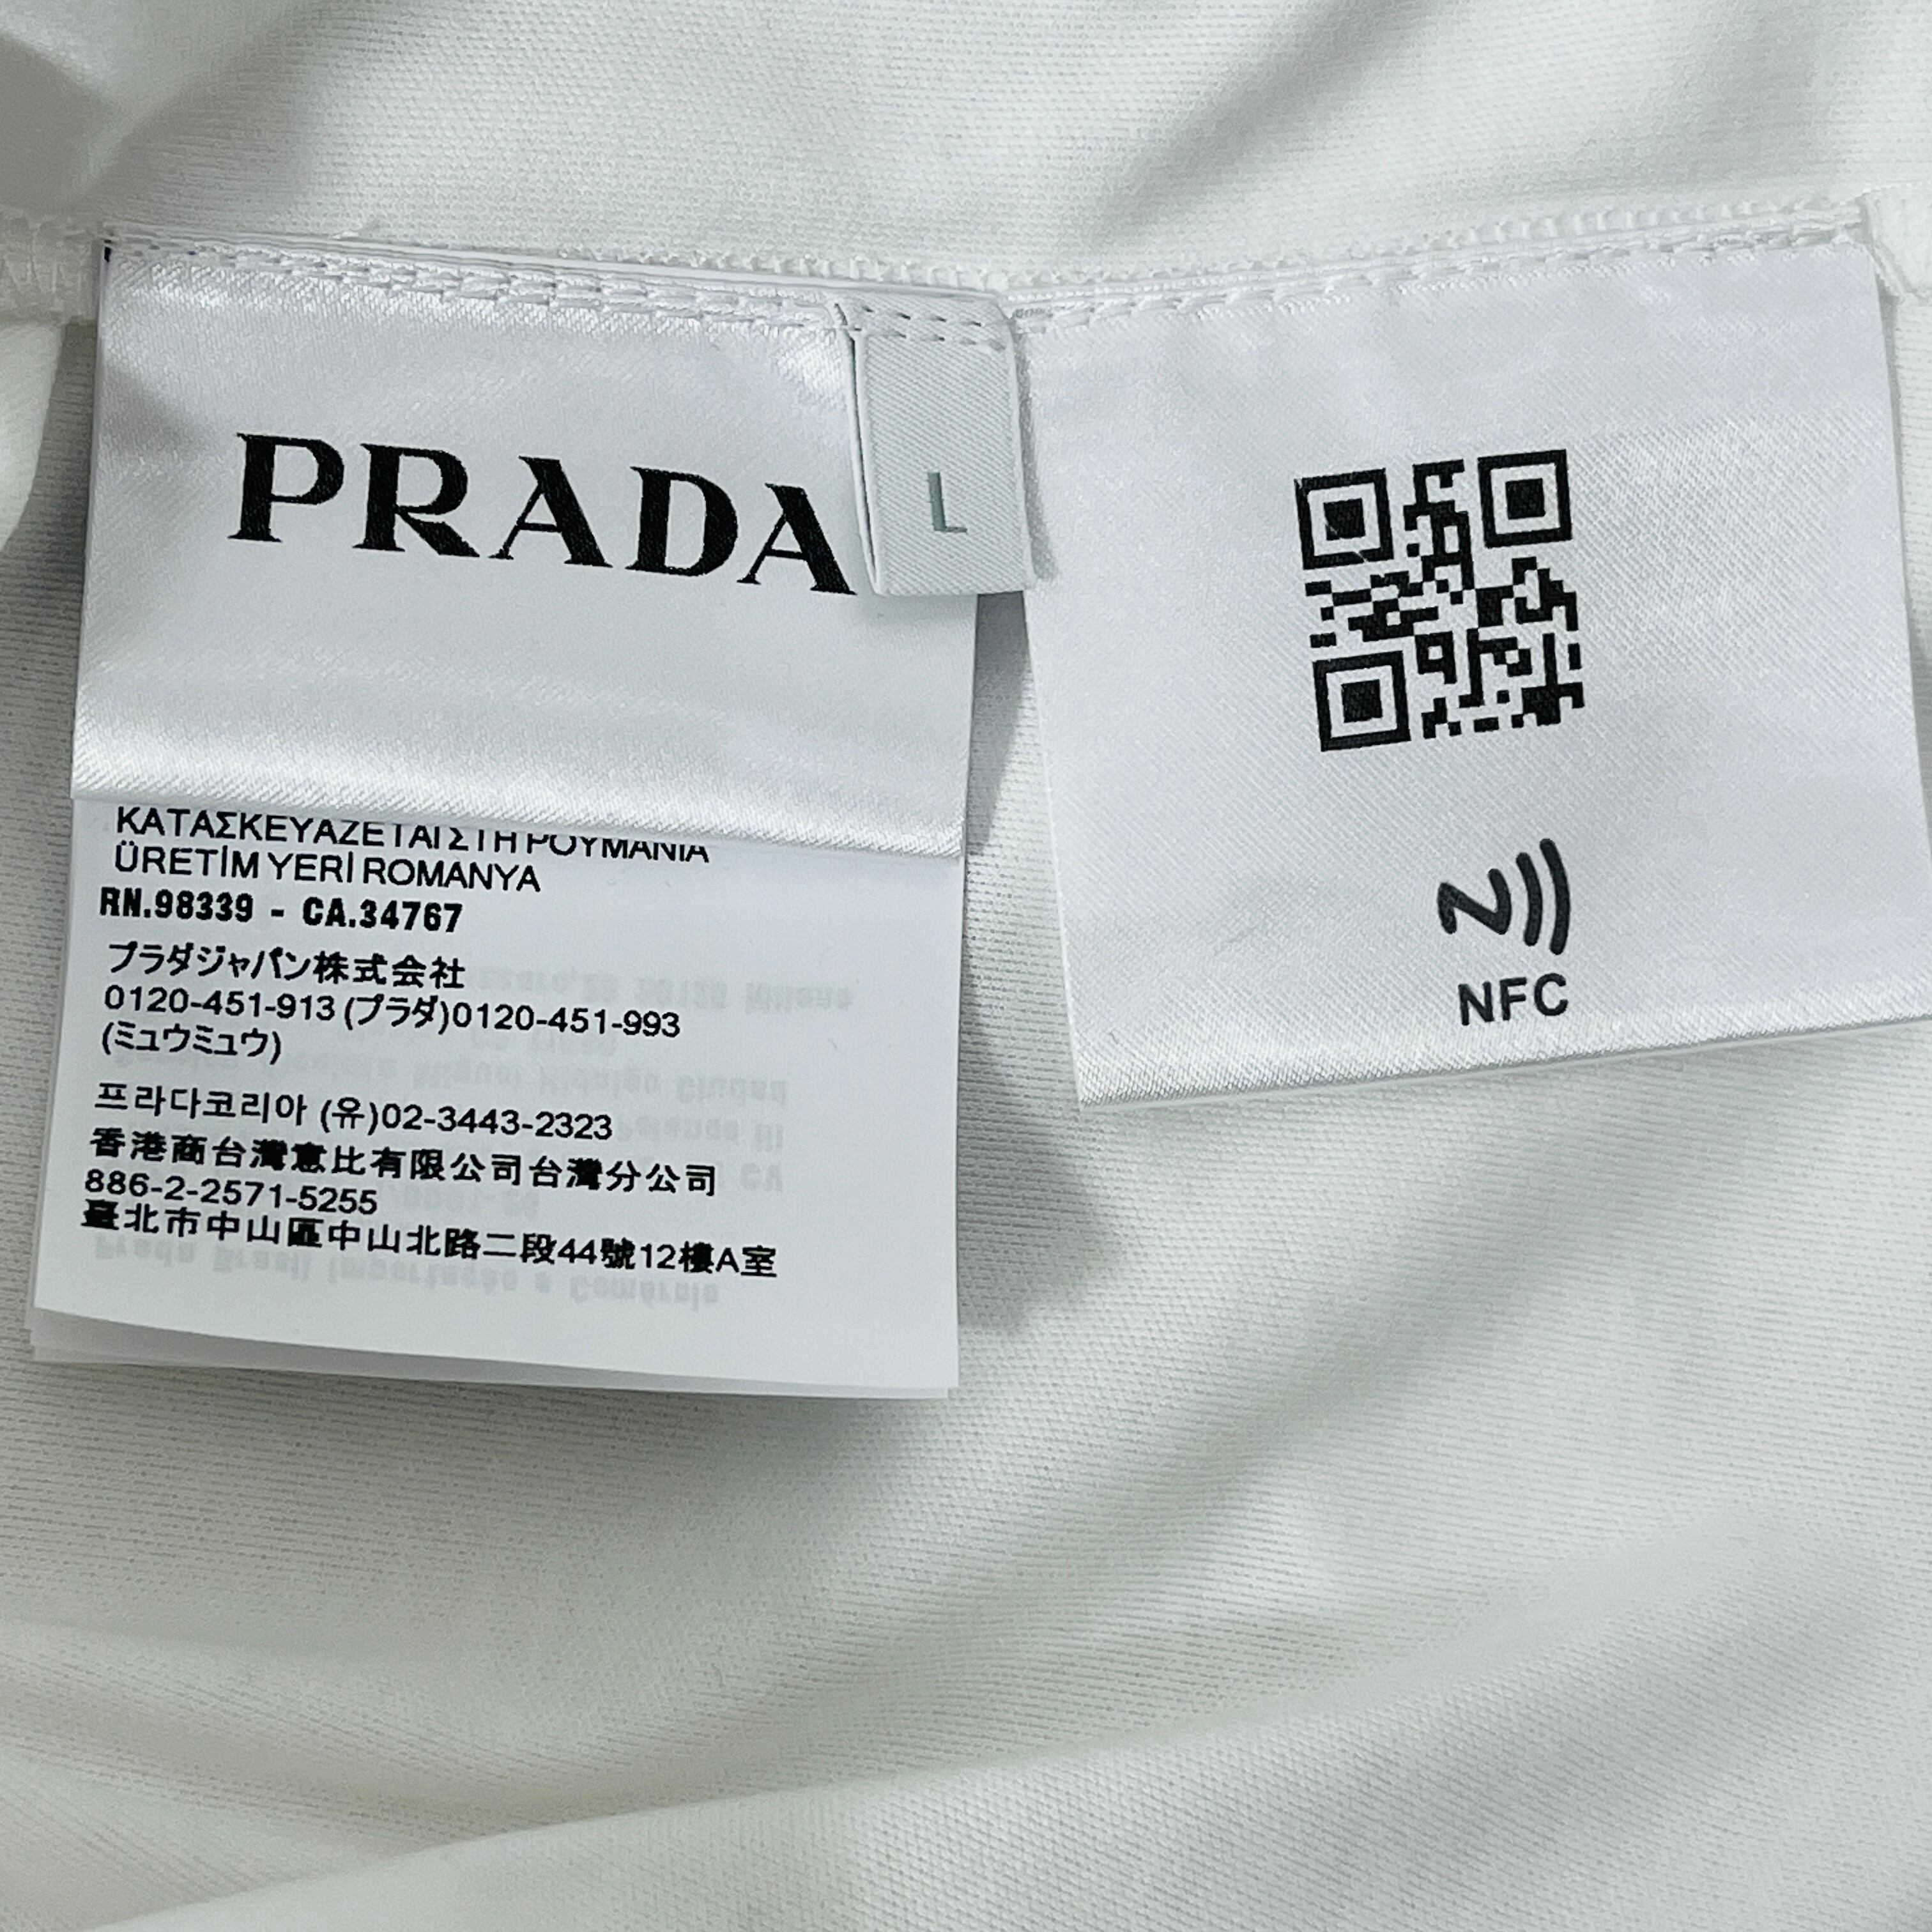 PRADA
L
ΚΑΤΑΣΚΕΥΑΖΕΤΑΙ ΣΤΗ ΡΟΥΜΑΝΙΑ
ÜRETİM YERİ ROMANYA
RN.98339 - CA.34767
プラダジャパン株式会社
0120-451-913 (プラダ)0120-451-993
(ミュウミュウ)
프라다코리아 (유)02-3443-2323
香港商台灣惠比有限公司台灣分公司
886-2-2571-5255
臺北市中山區中山北路二段44號12樓A室
NFC